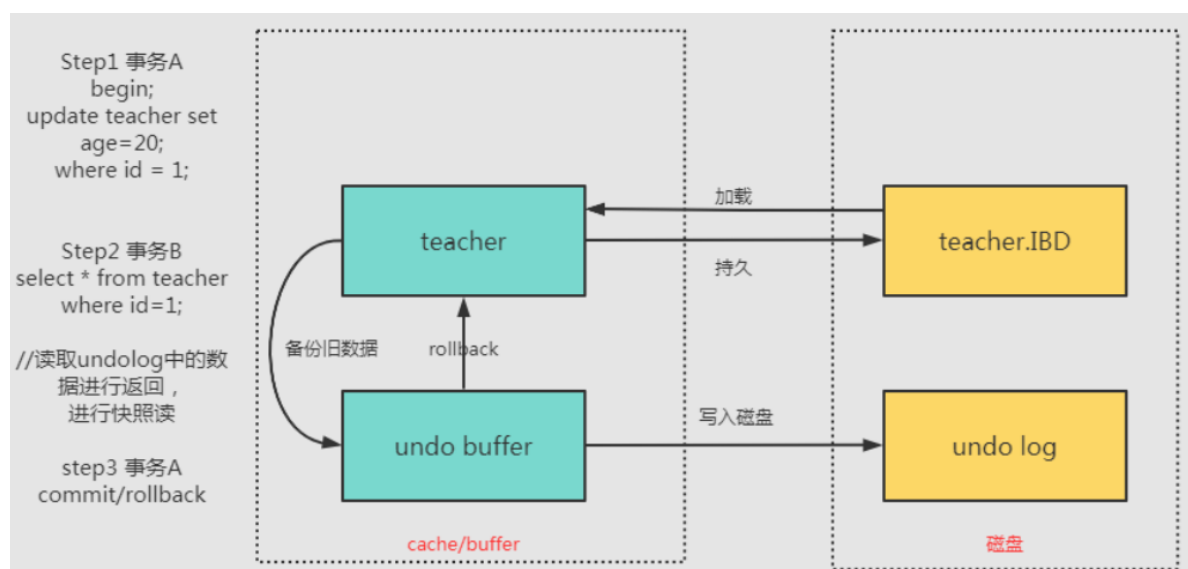 Step1 事务A
begin;
update teacher set
age=20;
where id = 1;
Step2 事务B
select * from teacher
where id=1;
//读取undolog中的数
据进行返回，
进行快照读
step3 事务A
commit/rollback
teacher
加载
持久
teacher.IBD
备份旧数据
rollback
undo buffer
写入磁盘
undo log
cache/buffer
磁盘